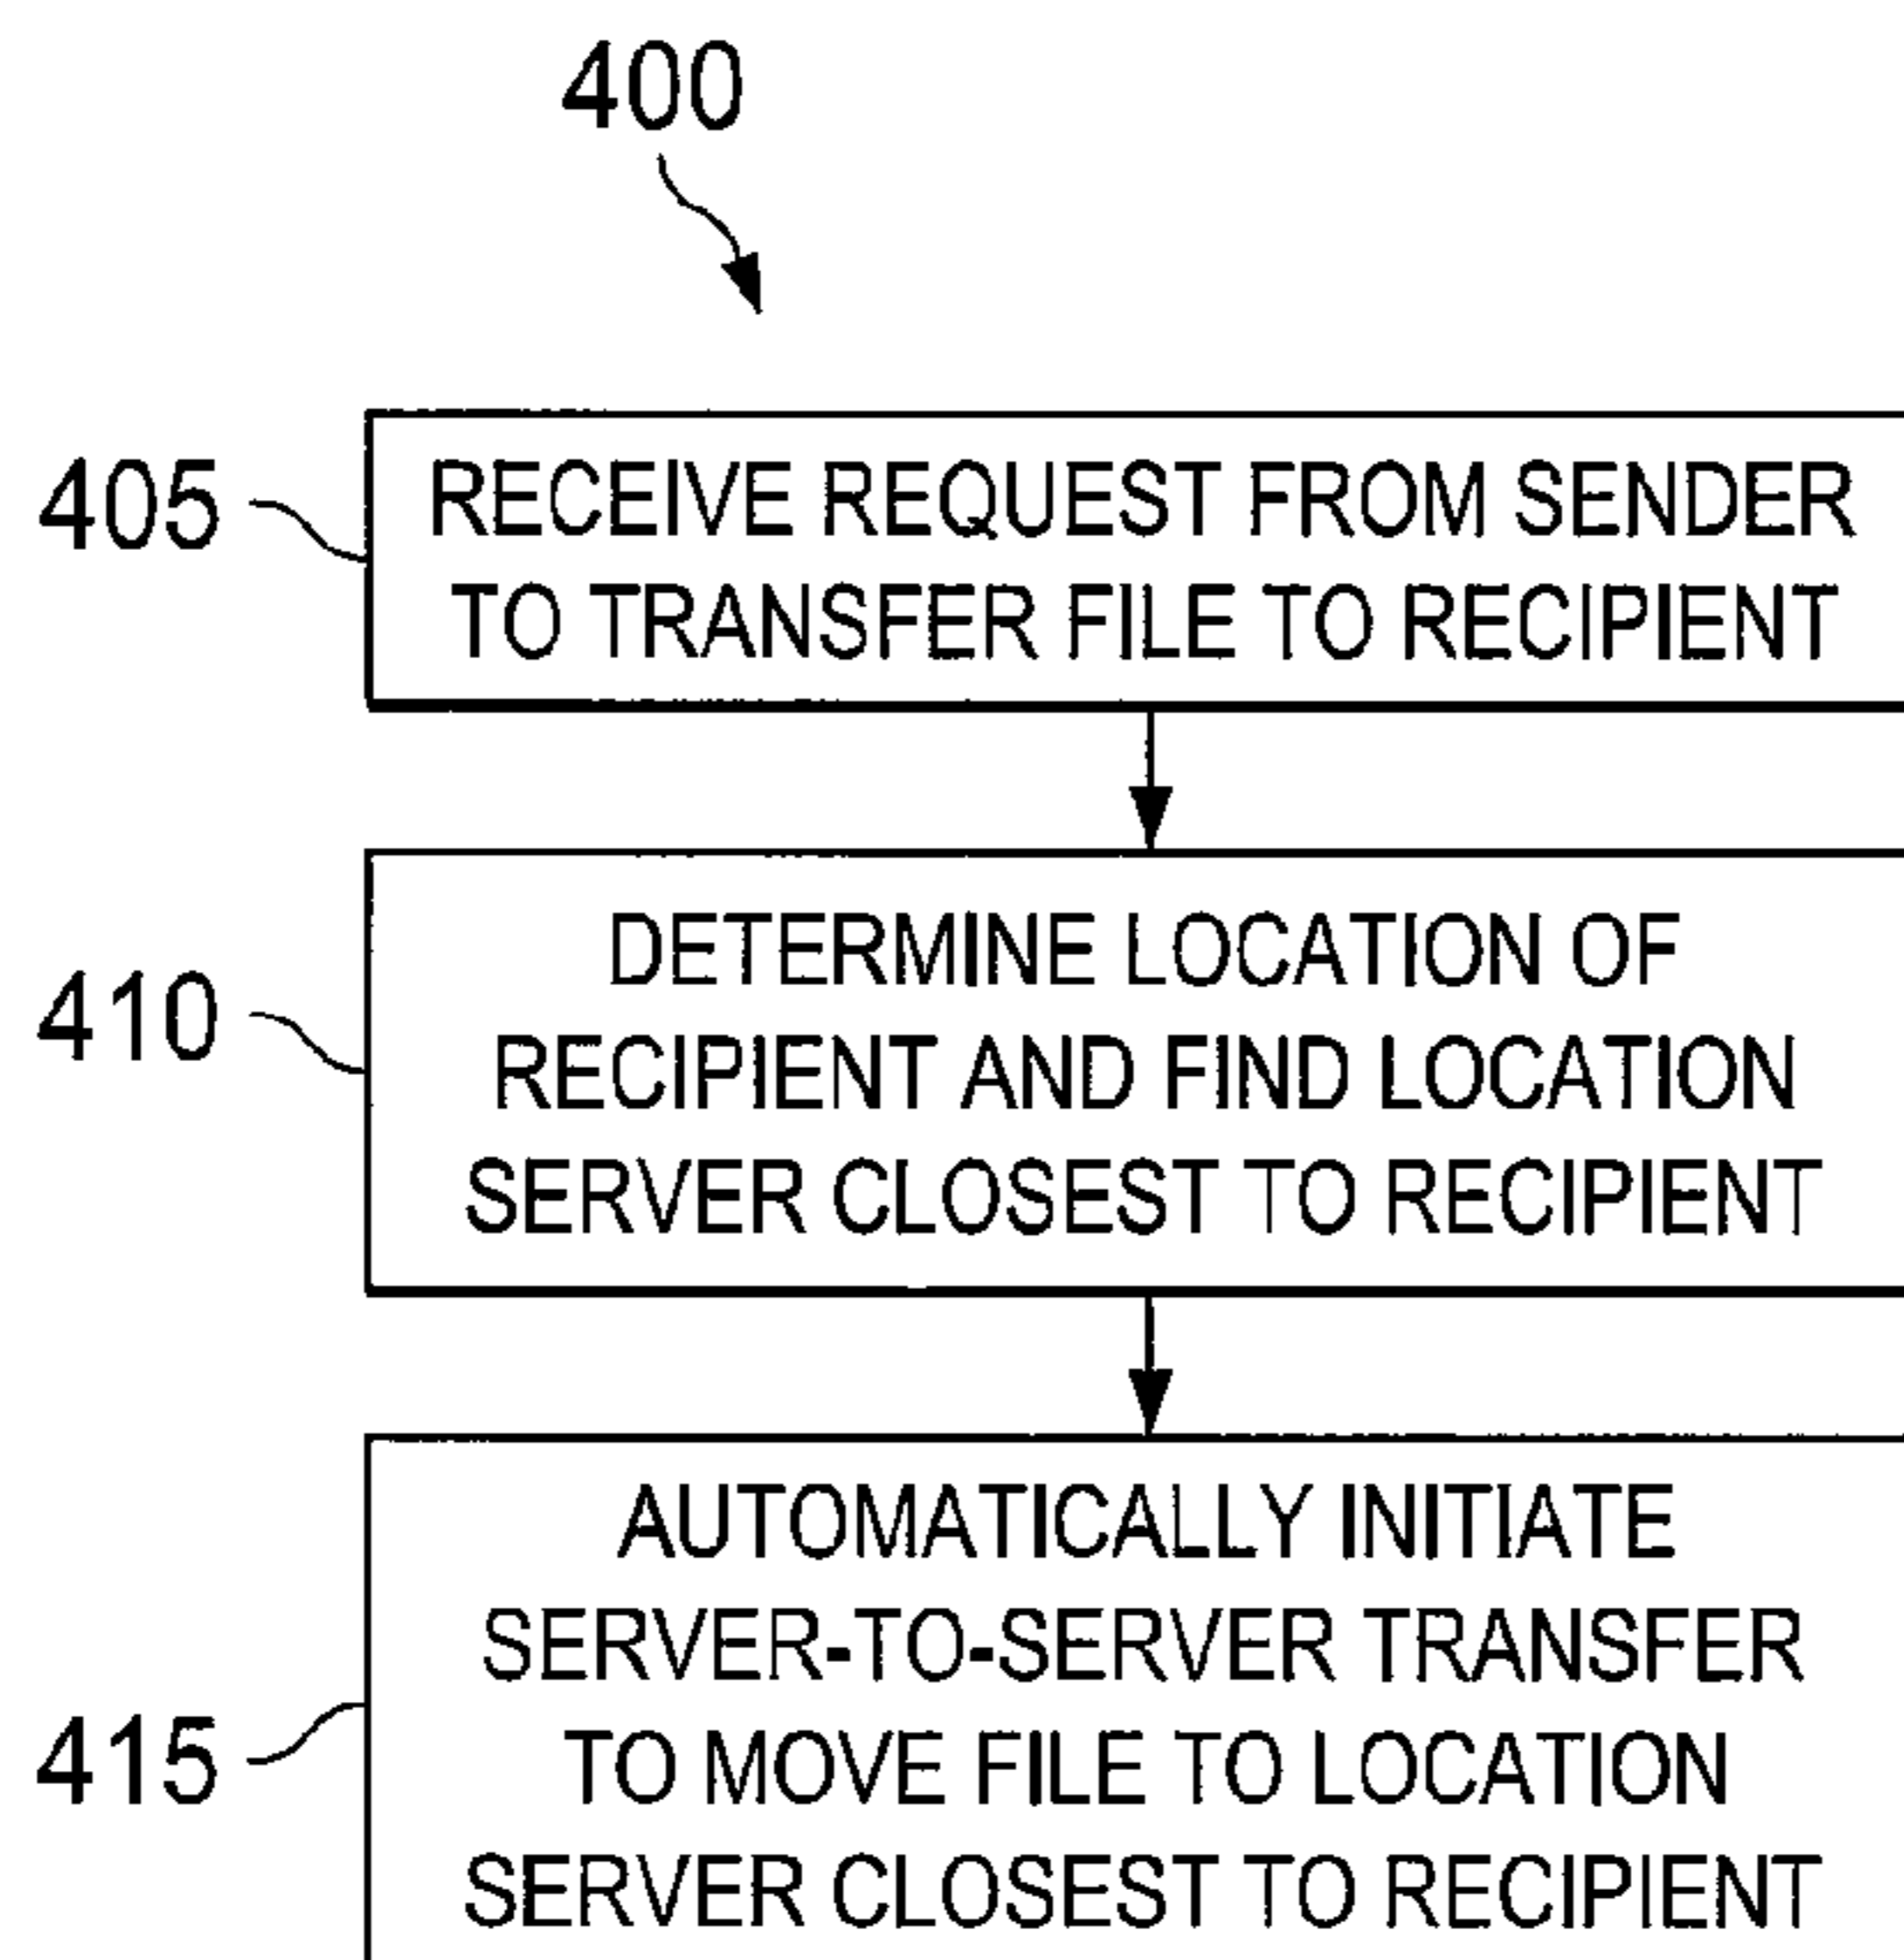 400
405
RECEIVE REQUEST FROM SENDER
TO TRANSFER FILE TO RECIPIENT
410
DETERMINE LOCATION OF
RECIPIENT AND FIND LOCATION
SERVER CLOSEST TO RECIPIENT
415
AUTOMATICALLY INITIATE
SERVER-TO-SERVER TRANSFER
TO MOVE FILE TO LOCATION
SERVER CLOSEST TO RECIPIENT